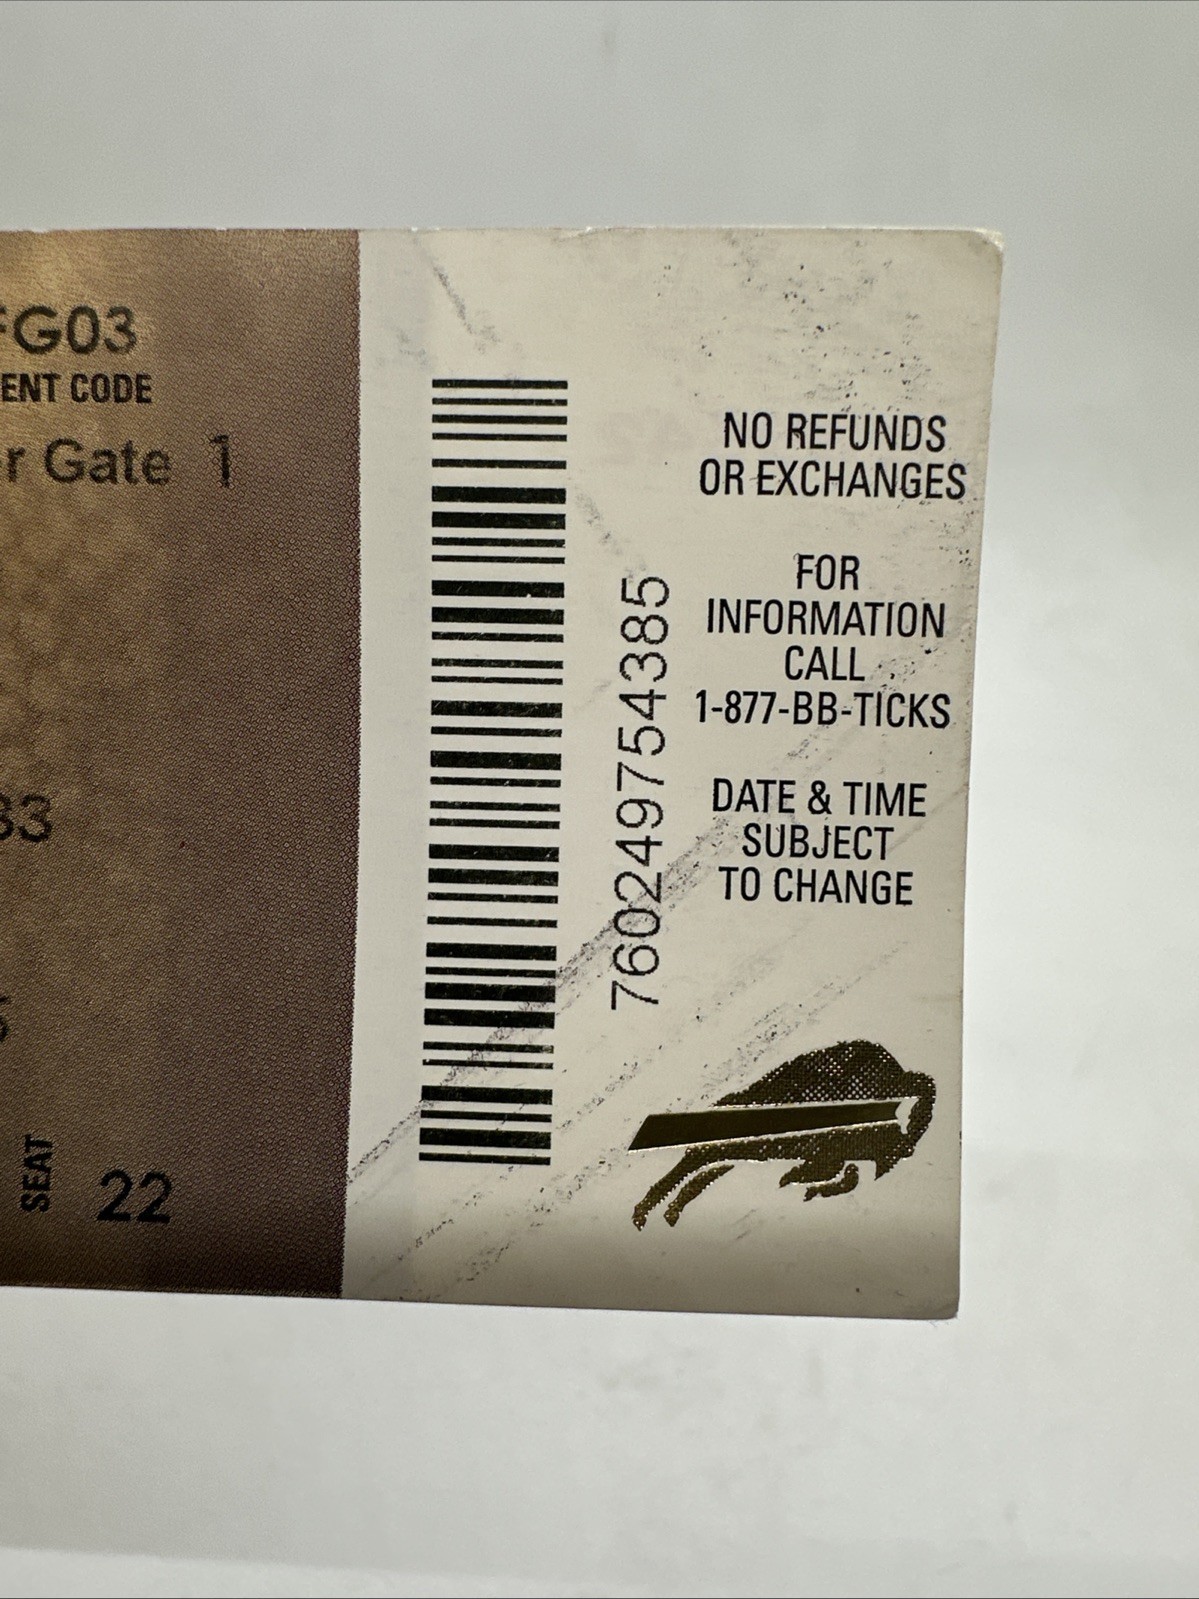 FG03
ENT CODE
r Gate 1
33
SEAT 22
760249754385
NO REFUNDS
OR EXCHANGES
FOR
INFORMATION
CALL
1-877-BB-TICKS
DATE & TIME
SUBJECT
TO CHANGE